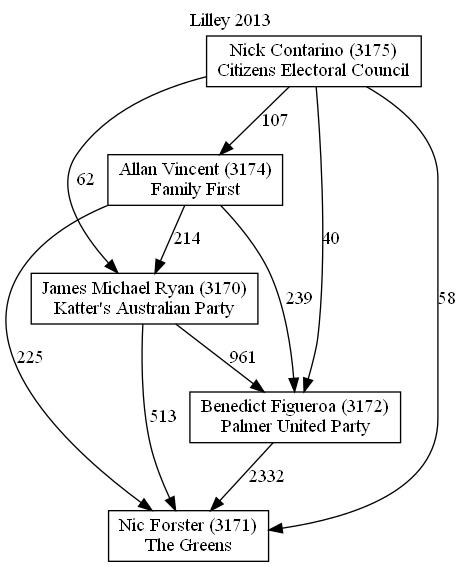 Lilley 2013
Nick Contarino (3175)
Citizens Electoral Council
107
Allan Vincent (3174)
Family First
62
214
40
239
58
James Michael Ryan (3170)
Katter's Australian Party
225
961
513
Benedict Figueroa (3172)
Palmer United Party
2332
Nic Forster (3171)
The Greens